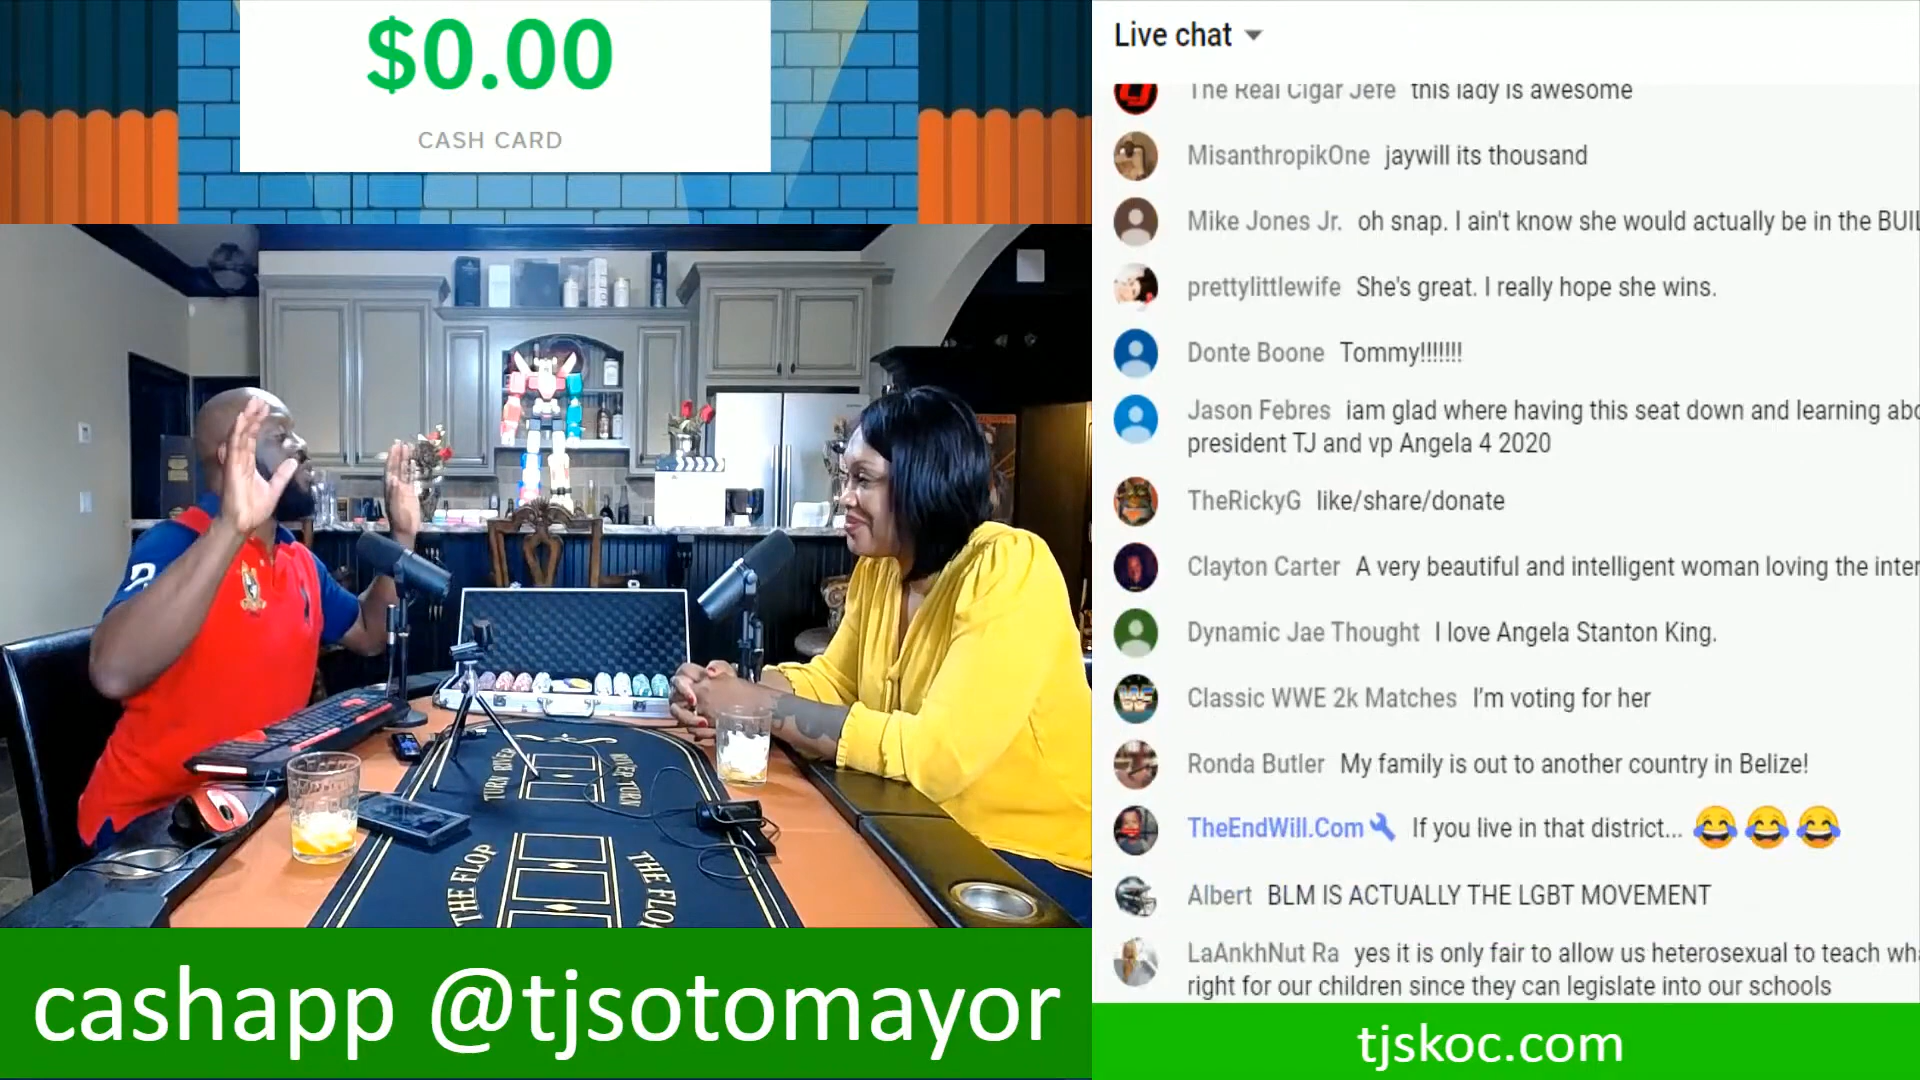 $0.00
CASH CARD
Live chat
The Real Cigar Jefe this lady is awesome
MisanthropikOne jaywill its thousand
Mike Jones Jr. oh snap. I ain't know she would actually be in the
prettylittlewife She's great. I really hope she wins.
Donte Boone Tommy!!!!!!!
Jason Febres iam glad where having this seat down and learning
president TJ and vp Angela 4 2020
TheRickyG like/share/donate
Clayton Carter A very beautiful and intelligent woman loving the
Dynamic Jae Thought I love Angela Stanton King.
Classic WWE 2k Matches I'm voting for her
Ronda Butler My family is out to another country in Belize!
TheEndWill.Com If you live in that district... 😂😂😂
Albert BLM IS ACTUALLY THE LGBT MOVEMENT
LaAnkhNut Ra yes it is only fair to allow us heterosexual to teach
right for our children since they can legislate into our schools
TURN RIVER
RIVER TURN
THE FLOP
THE FLOP
cashapp @tjsotomayor
tjskoc.com